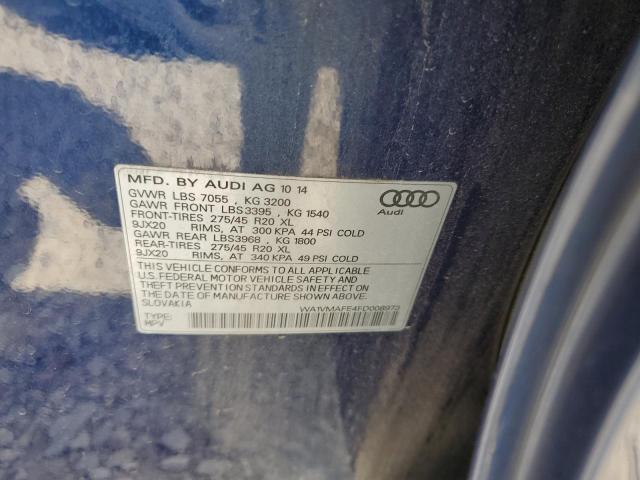 MFD. BY AUDI AG 10 14
GVWR LBS 7055 , KG 3200
GAWR FRONT LBS3395 , KG 1540
FRONT-TIRES 275/45 R20 XL
9JX20 RIMS, AT 300 KPA 44 PSI COLD
GAWR REAR LBS3968 , KG 1800
REAR-TIRES 275/45 R20 XL
9JX20 RIMS, AT 340 KPA 49 PSI COLD
Audi
THIS VEHICLE CONFORMS TO ALL APPLICABLE
U.S. FEDERAL MOTOR VEHICLE SAFETY AND
THEFT PREVENTION STANDARDS IN EFFECT ON
THE DATE OF MANUFACTURE SHOWN ABOVE.
SLOVAKIA
TYPE:
MPV
WA1VMAFE4FD008973